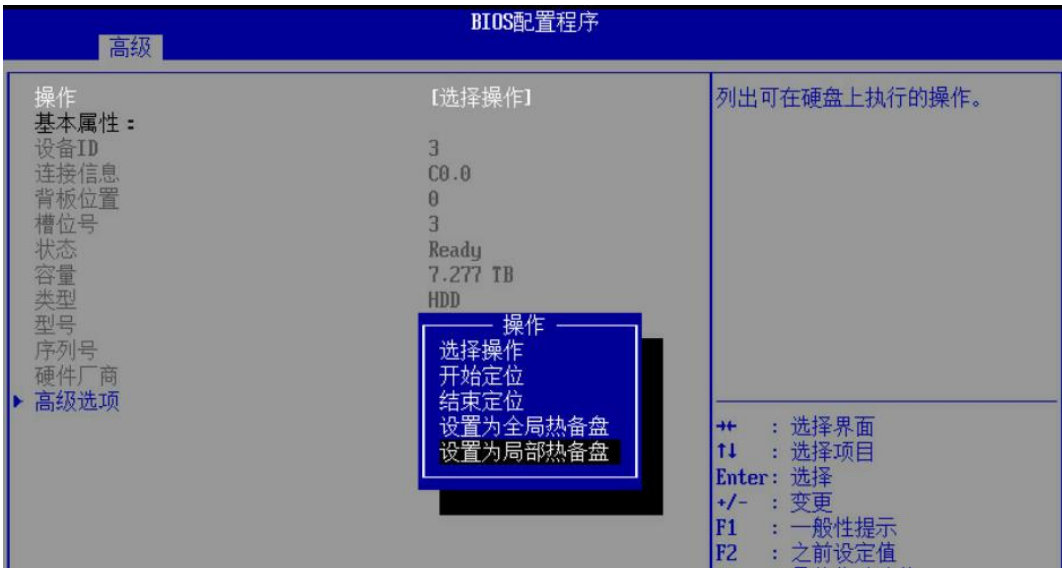 BIOS配置程序
高级
操作 [选择操作]
基本属性:
设备ID 3
连接信息 C0.0
背板位置 0
槽位号 3
状态 Ready
容量 7.277 TB
类型 HDD
型号
序列号
硬件厂商
高级选项
操作
选择操作
开始定位
结束定位
设置为全局热备盘
设置为局部热备盘
列出可在硬盘上执行的操作。
→← : 选择界面
↑↓ : 选择项目
Enter: 选择
+/- : 变更
F1 : 一般性提示
F2 : 之前设定值